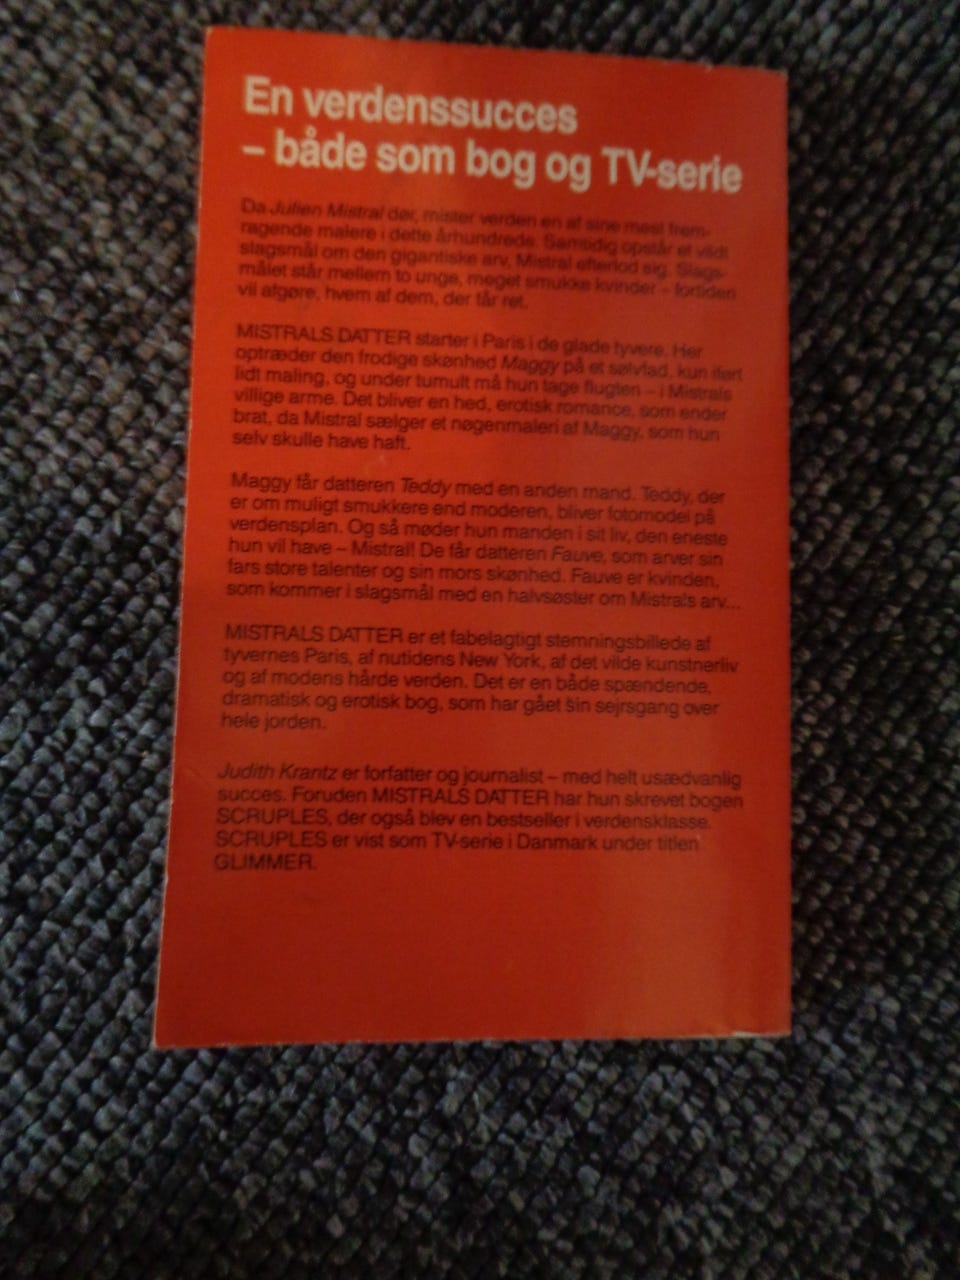 En verdenssucces
– både som bog og TV-serie
Da Julien Mistral dør, mister verden en af sine mest frem-
ragende malere i dette århundrede. Samtidig opstår et vildt
slagsmål om den gigantiske arv, Mistral efterlod sig. Slags-
målet står mellem to unge, meget smukke kvinder – fortiden
vil afgøre, hvem af dem, der får ret.
MISTRALS DATTER starter i Paris i de glade tyvere. Her
optræder den frodige skønhed Maggy på et sølvfad, kun iført
lidt maling, og under tumult må hun tage flugten – i Mistrals
villige arme. Det bliver en hed, erotisk romance, som ender
brat, da Mistral sælger et nøgenmaleri af Maggy, som hun
selv skulle have haft.
Maggy får datteren Teddy med en anden mand. Teddy, der
er om muligt smukkere end moderen, bliver fotomodel på
verdensplan. Og så møder hun manden i sit liv, den eneste
hun vil have – Mistral! De får datteren Fauve, som arver sin
fars store talenter og sin mors skønhed. Fauve er kvinden,
som kommer i slagsmål med en halvsøster om Mistrals arv...
MISTRALS DATTER er et fabelagtigt stemningsbillede af
tyvernes Paris, af nutidens New York, af det vilde kunstnerliv
og af modens hårde verden. Det er en både spændende,
dramatisk og erotisk bog, som har gået sin sejrsgang over
hele jorden.
Judith Krantz er forfatter og journalist – med helt usædvanlig
succes. Foruden MISTRALS DATTER har hun skrevet bogen
SCRUPLES, der også blev en bestseller i verdensklasse.
SCRUPLES er vist som TV-serie i Danmark under titlen
GLIMMER.